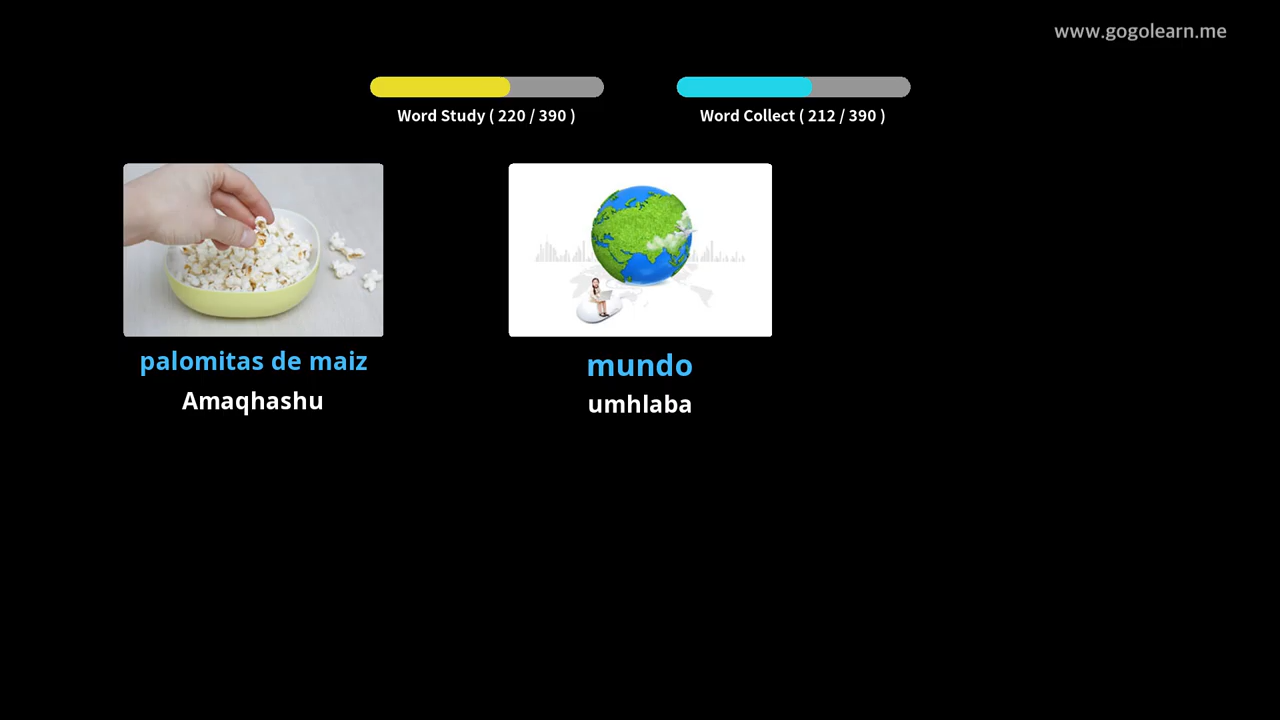 www.gogolearn.me
Word Study ( 220 / 390 )
Word Collect ( 212 / 390 )
palomitas de maiz
Amaqhashu
mundo
umhlaba